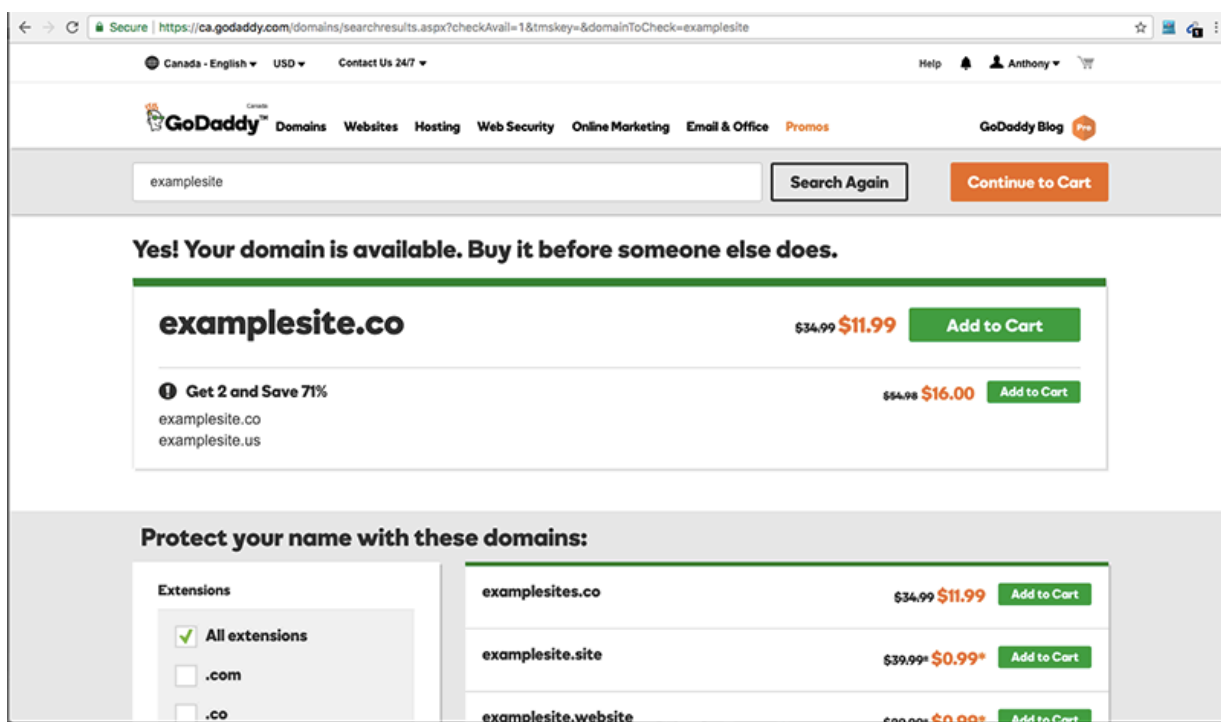 Secure | https://ca.godaddy.com/domains/searchresults.aspx?checkAvail=1&tmskey=&domainToCheck=examplesite
Canada - English USD Contact Us 24/7 Help Anthony
Canada
GoDaddy™ Domains Websites Hosting Web Security Online Marketing Email & Office Promos GoDaddy Blog Pro
examplesite Search Again Continue to Cart
Yes! Your domain is available. Buy it before someone else does.
examplesite.co $34.99 $11.99 Add to Cart
Get 2 and Save 71% $54.98 $16.00 Add to Cart
examplesite.co
examplesite.us
Protect your name with these domains:
Extensions
All extensions
.com
.co
examplesites.co $34.99 $11.99 Add to Cart
examplesite.site $39.99* $0.99* Add to Cart
examplesite.website $0.99* Add to Cart